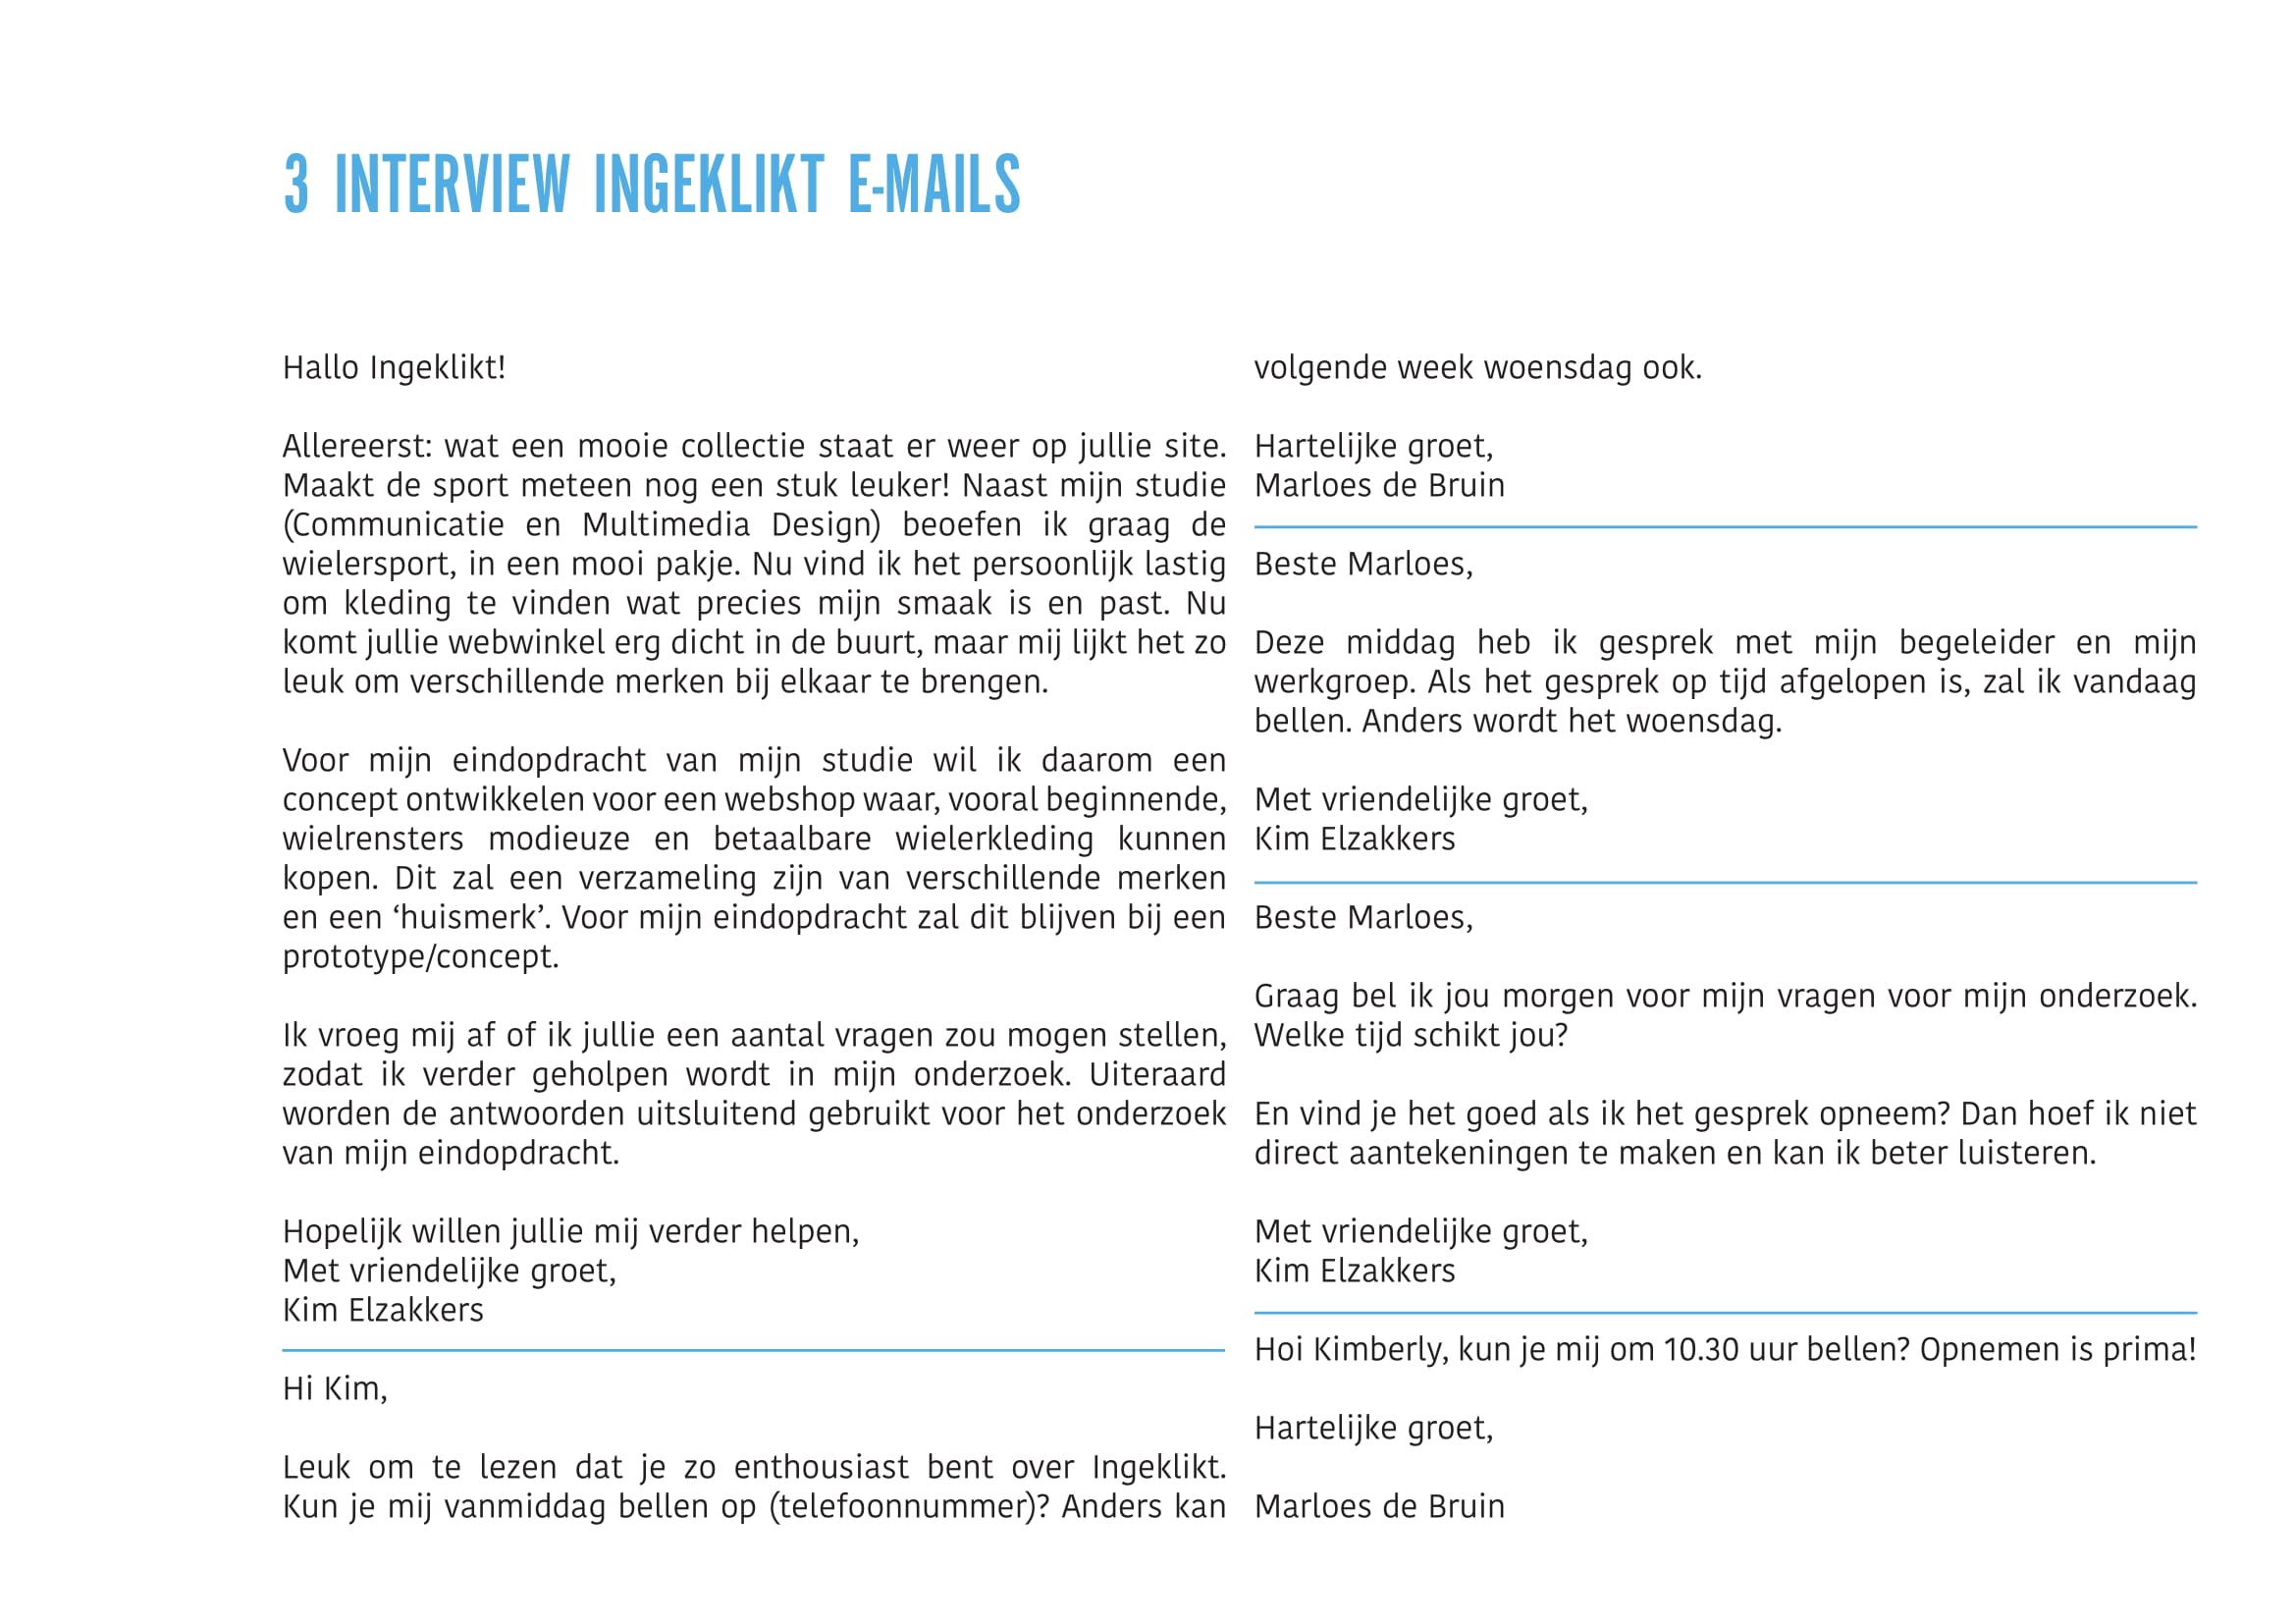 3 INTERVIEW INGEKLIKT E-MAILS
Hallo Ingeklikt!
Allereerst: wat een mooie collectie staat er weer op jullie site.
Maakt de sport meteen nog een stuk leuker! Naast mijn studie
(Communicatie en Multimedia Design) beoefen ik graag de
wielersport, in een mooi pakje. Nu vind ik het persoonlijk lastig
om kleding te vinden wat precies mijn smaak is en past. Nu
komt jullie webwinkel erg dicht in de buurt, maar mij lijkt het zo
leuk om verschillende merken bij elkaar te brengen.
Voor mijn eindopdracht van mijn studie wil ik daarom een
concept ontwikkelen voor een webshop waar, vooral beginnende,
wielrensters modieuze en betaalbare wielerkleding kunnen
kopen. Dit zal een verzameling zijn van verschillende merken
en een ‘huismerk’. Voor mijn eindopdracht zal dit blijven bij een
prototype/concept.
Ik vroeg mij af of ik jullie een aantal vragen zou mogen stellen,
zodat ik verder geholpen wordt in mijn onderzoek. Uiteraard
worden de antwoorden uitsluitend gebruikt voor het onderzoek
van mijn eindopdracht.
Hopelijk willen jullie mij verder helpen,
Met vriendelijke groet,
Kim Elzakkers
Hi Kim,
Leuk om te lezen dat je zo enthousiast bent over Ingeklikt.
Kun je mij vanmiddag bellen op (telefoonnummer)? Anders kan
volgende week woensdag ook.
Hartelijke groet,
Marloes de Bruin
Beste Marloes,
Deze middag heb ik gesprek met mijn begeleider en mijn
werkgroep. Als het gesprek op tijd afgelopen is, zal ik vandaag
bellen. Anders wordt het woensdag.
Met vriendelijke groet,
Kim Elzakkers
Beste Marloes,
Graag bel ik jou morgen voor mijn vragen voor mijn onderzoek.
Welke tijd schikt jou?
En vind je het goed als ik het gesprek opneem? Dan hoef ik niet
direct aantekeningen te maken en kan ik beter luisteren.
Met vriendelijke groet,
Kim Elzakkers
Hoi Kimberly, kun je mij om 10.30 uur bellen? Opnemen is prima!
Hartelijke groet,
Marloes de Bruin